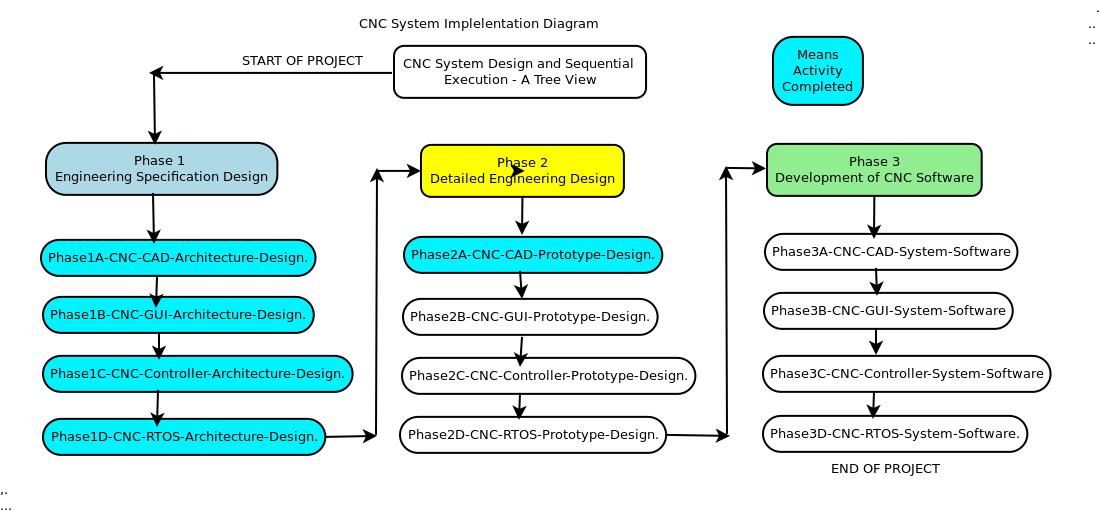 CNC System Implelentation Diagram
.
..
..
START OF PROJECT
CNC System Design and Sequential
Execution - A Tree View
Means
Activity
Completed
Phase 1
Engineering Specification Design
Phase 2
Detailed Engineering Design
Phase 3
Development of CNC Software
Phase1A-CNC-CAD-Architecture-Design.
Phase1B-CNC-GUI-Architecture-Design.
Phase1C-CNC-Controller-Architecture-Design.
Phase1D-CNC-RTOS-Architecture-Design.
Phase2A-CNC-CAD-Prototype-Design.
Phase2B-CNC-GUI-Prototype-Design.
Phase2C-CNC-Controller-Prototype-Design.
Phase2D-CNC-RTOS-Prototype-Design.
Phase3A-CNC-CAD-System-Software
Phase3B-CNC-GUI-System-Software
Phase3C-CNC-Controller-System-Software
Phase3D-CNC-RTOS-System-Software.
END OF PROJECT
,.
...